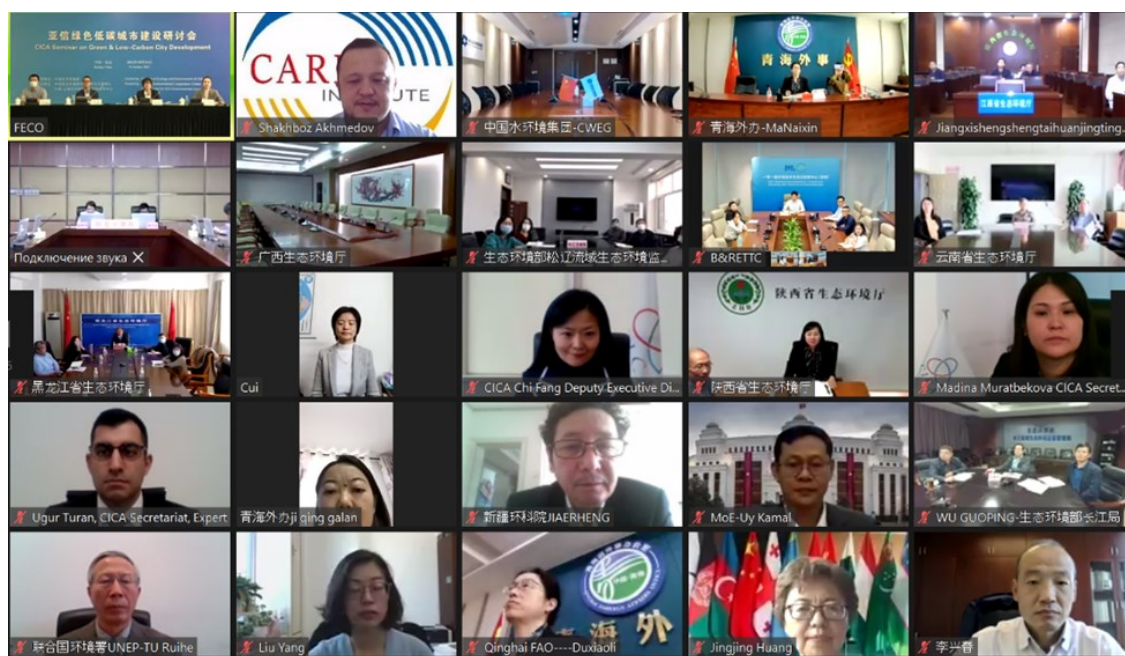 亚信绿色低碳城市建设研讨会
CICA Seminar on Green & Low-Carbon City Development
FECO
CAREC
INSTITUTE
Shakhboz Akhmedov
中国水环境集团-CWEG
青海外事
青海外办-MaNaixin
江西省生态环境厅
Jiangxishengshengtaihuanjingting...
Подключение звука
广西生态环境厅
生态环境部松辽流域生态环境监...
B&RETTC
云南省生态环境厅
黑龙江省生态环境厅
Cui
CICA Chi Fang Deputy Executive Di...
陕西省生态环境厅
陕西省生态环境厅
Madina Muratbekova CICA Secret...
Ugur Turan, CICA Secretariat, Expert
青海外办ji qing galan
新疆环科院JIAERHENG
MoE-Uy Kamal
WU GUOPING-生态环境部长江局
联合国环境署UNEP-TU Ruihe
Liu Yang
青海外
Qinghai FAO----Duxiaoli
Jingjing Huang
李兴春